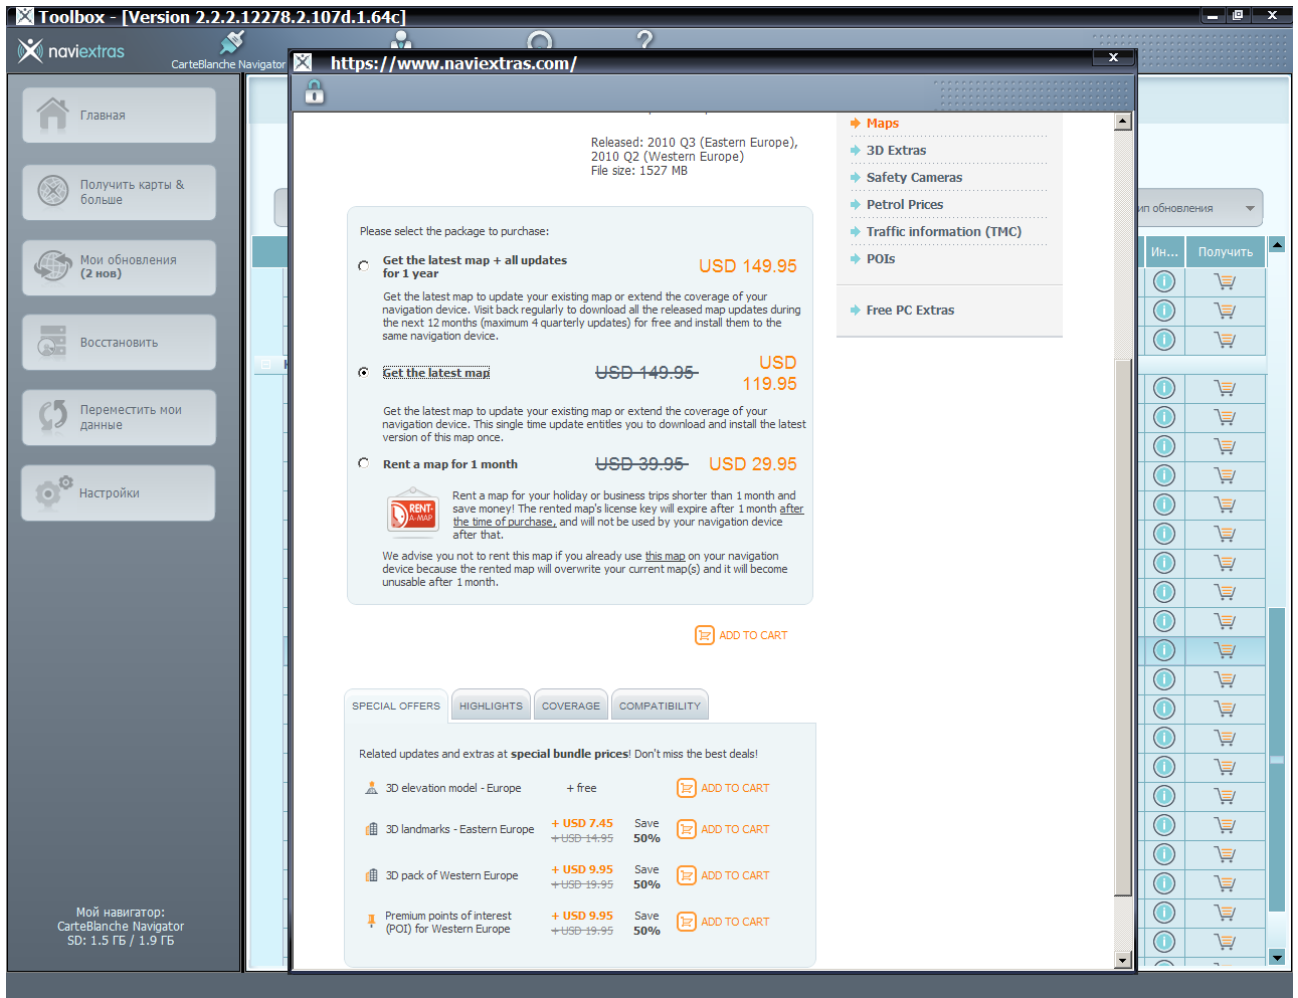 Toolbox - [Version 2.2.2.12278.2.107d.1.64c]
naviextras
CarteBlanche Navigator
?
https://www.naviextras.com/
Главная
Получить карты &
больше
Мои обновления
(2 нов)
Восстановить
Переместить мои
данные
Настройки
Мой навигатор:
CarteBlanche Navigator
SD: 1.5 ГБ / 1.9 ГБ
Released: 2010 Q3 (Eastern Europe),
2010 Q2 (Western Europe)
File size: 1527 MB
Please select the package to purchase:
Get the latest map + all updates
for 1 year
USD 149.95
Get the latest map to update your existing map or extend the coverage of your
navigation device. Visit back regularly to download all the released map updates during
the next 12 months (maximum 4 quarterly updates) for free and install them to the
same navigation device.
Get the latest map
USD 149.95
USD
119.95
Get the latest map to update your existing map or extend the coverage of your
navigation device. This single time update entitles you to download and install the latest
version of this map once.
Rent a map for 1 month
USD 39.95
USD 29.95
RENT-
A-MAP
Rent a map for your holiday or business trips shorter than 1 month and
save money! The rented map's license key will expire after 1 month after
the time of purchase, and will not be used by your navigation device
after that.
We advise you not to rent this map if you already use this map on your navigation
device because the rented map will overwrite your current map(s) and it will become
unusable after 1 month.
ADD TO CART
SPECIAL OFFERS
HIGHLIGHTS
COVERAGE
COMPATIBILITY
Related updates and extras at special bundle prices! Don't miss the best deals!
3D elevation model - Europe + free ADD TO CART
3D landmarks - Eastern Europe + USD 7.45 Save ADD TO CART
+ USD 14.95 50%
3D pack of Western Europe + USD 9.95 Save ADD TO CART
+ USD 19.95 50%
Premium points of interest + USD 9.95 Save ADD TO CART
(POI) for Western Europe + USD 19.95 50%
Maps
3D Extras
Safety Cameras
Petrol Prices
Traffic information (TMC)
POIs
Free PC Extras
ип обновления
Ин...
Получить